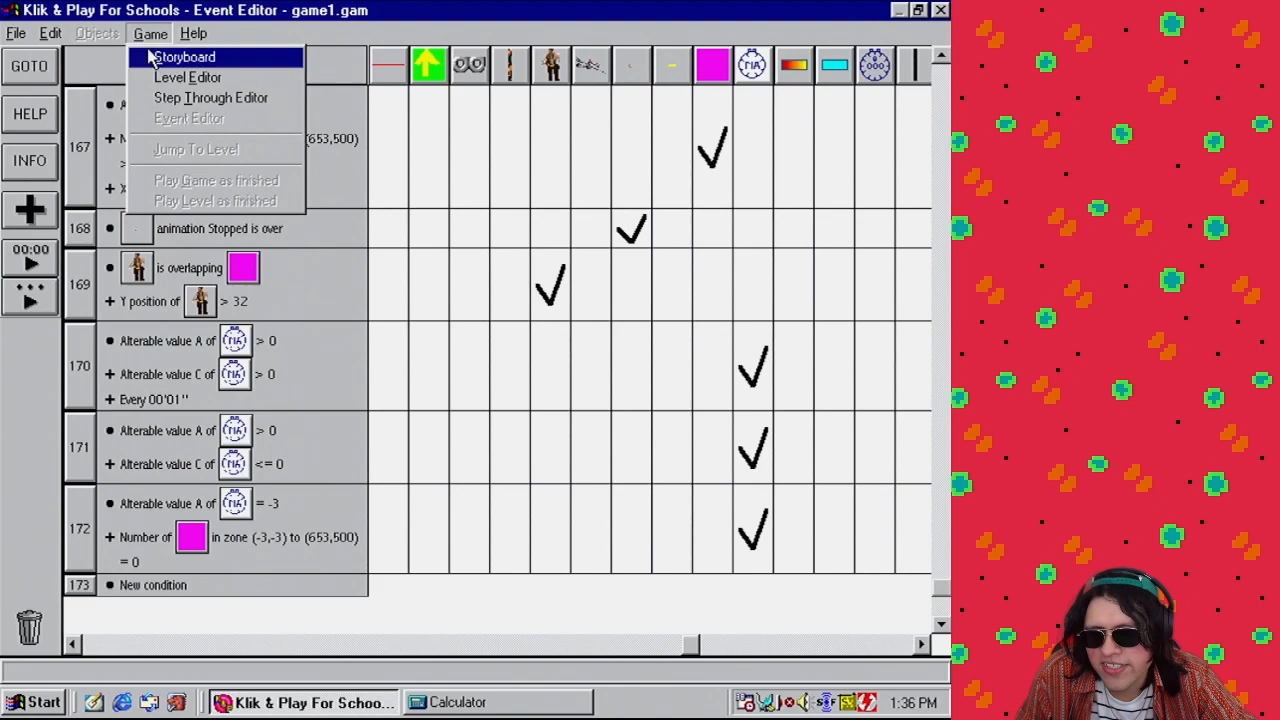 Klik & Play For Schools - Event Editor - game1.gam
File Edit Objects Game Help
Storyboard
Level Editor
Step Through Editor
Event Editor
Jump To Level
Play Game as finished
Play Level as finished
GOTO
HELP
INFO
00:00
167
(653,500)
168 • animation Stopped is over
169 • is overlapping
+ Y position of > 32
170 • Alterable value A of > 0
+ Alterable value C of > 0
+ Every 00'01"
171 • Alterable value A of > 0
+ Alterable value C of <= 0
172 • Alterable value A of = -3
+ Number of in zone (-3,-3) to (653,500)
= 0
173 • New condition
Start
Klik & Play For Schoo...
Calculator
1:36 PM